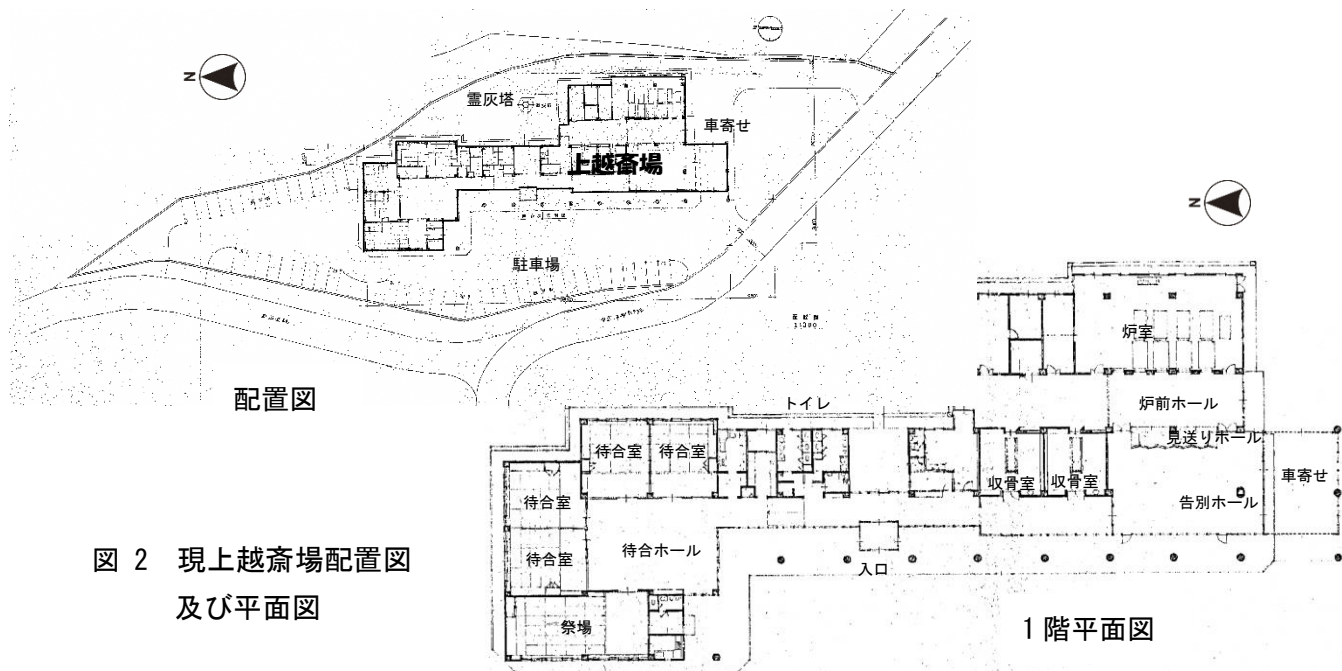 N
霊灰塔
車寄せ
上越斎場
駐車場
配置図
N
炉室
トイレ
炉前ホール
見送りホール
待合室
待合室
収骨室
収骨室
車寄せ
待合室
告別ホール
待合室
待合ホール
入口
祭場
図 2 現上越斎場配置図
及び平面図
1階平面図